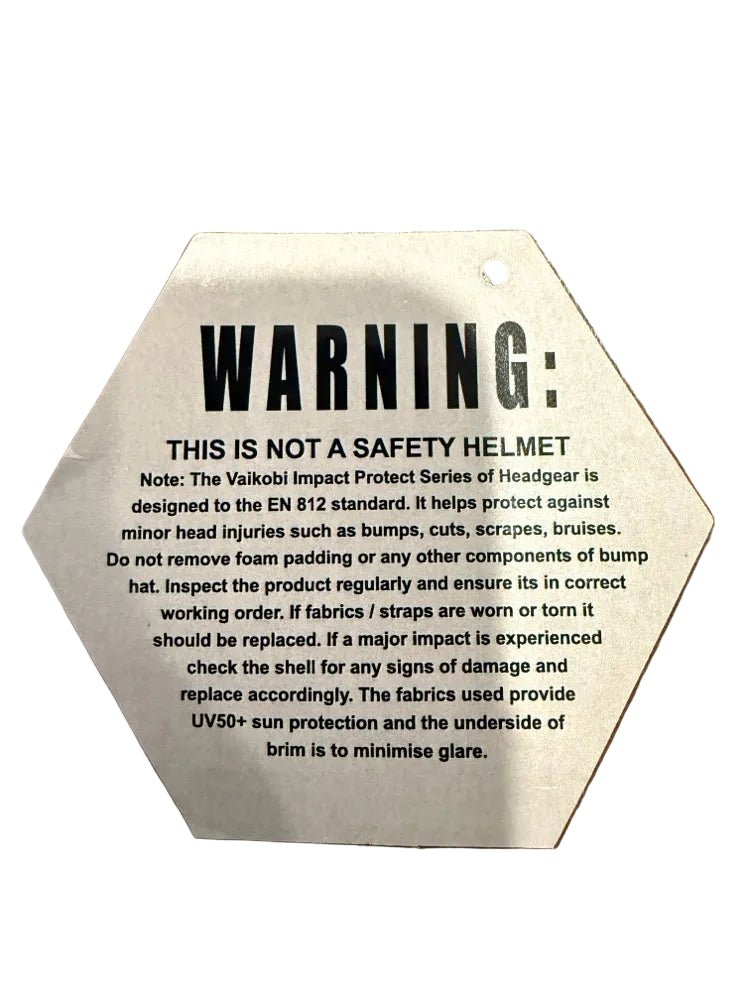 WARNING:
THIS IS NOT A SAFETY HELMET
Note: The Vaikobi Impact Protect Series of Headgear is
designed to the EN 812 standard. It helps protect against
minor head injuries such as bumps, cuts, scrapes, bruises.
Do not remove foam padding or any other components of bump
hat. Inspect the product regularly and ensure its in correct
working order. If fabrics / straps are worn or torn it
should be replaced. If a major impact is experienced
check the shell for any signs of damage and
replace accordingly. The fabrics used provide
UV50+ sun protection and the underside of
brim is to minimise glare.